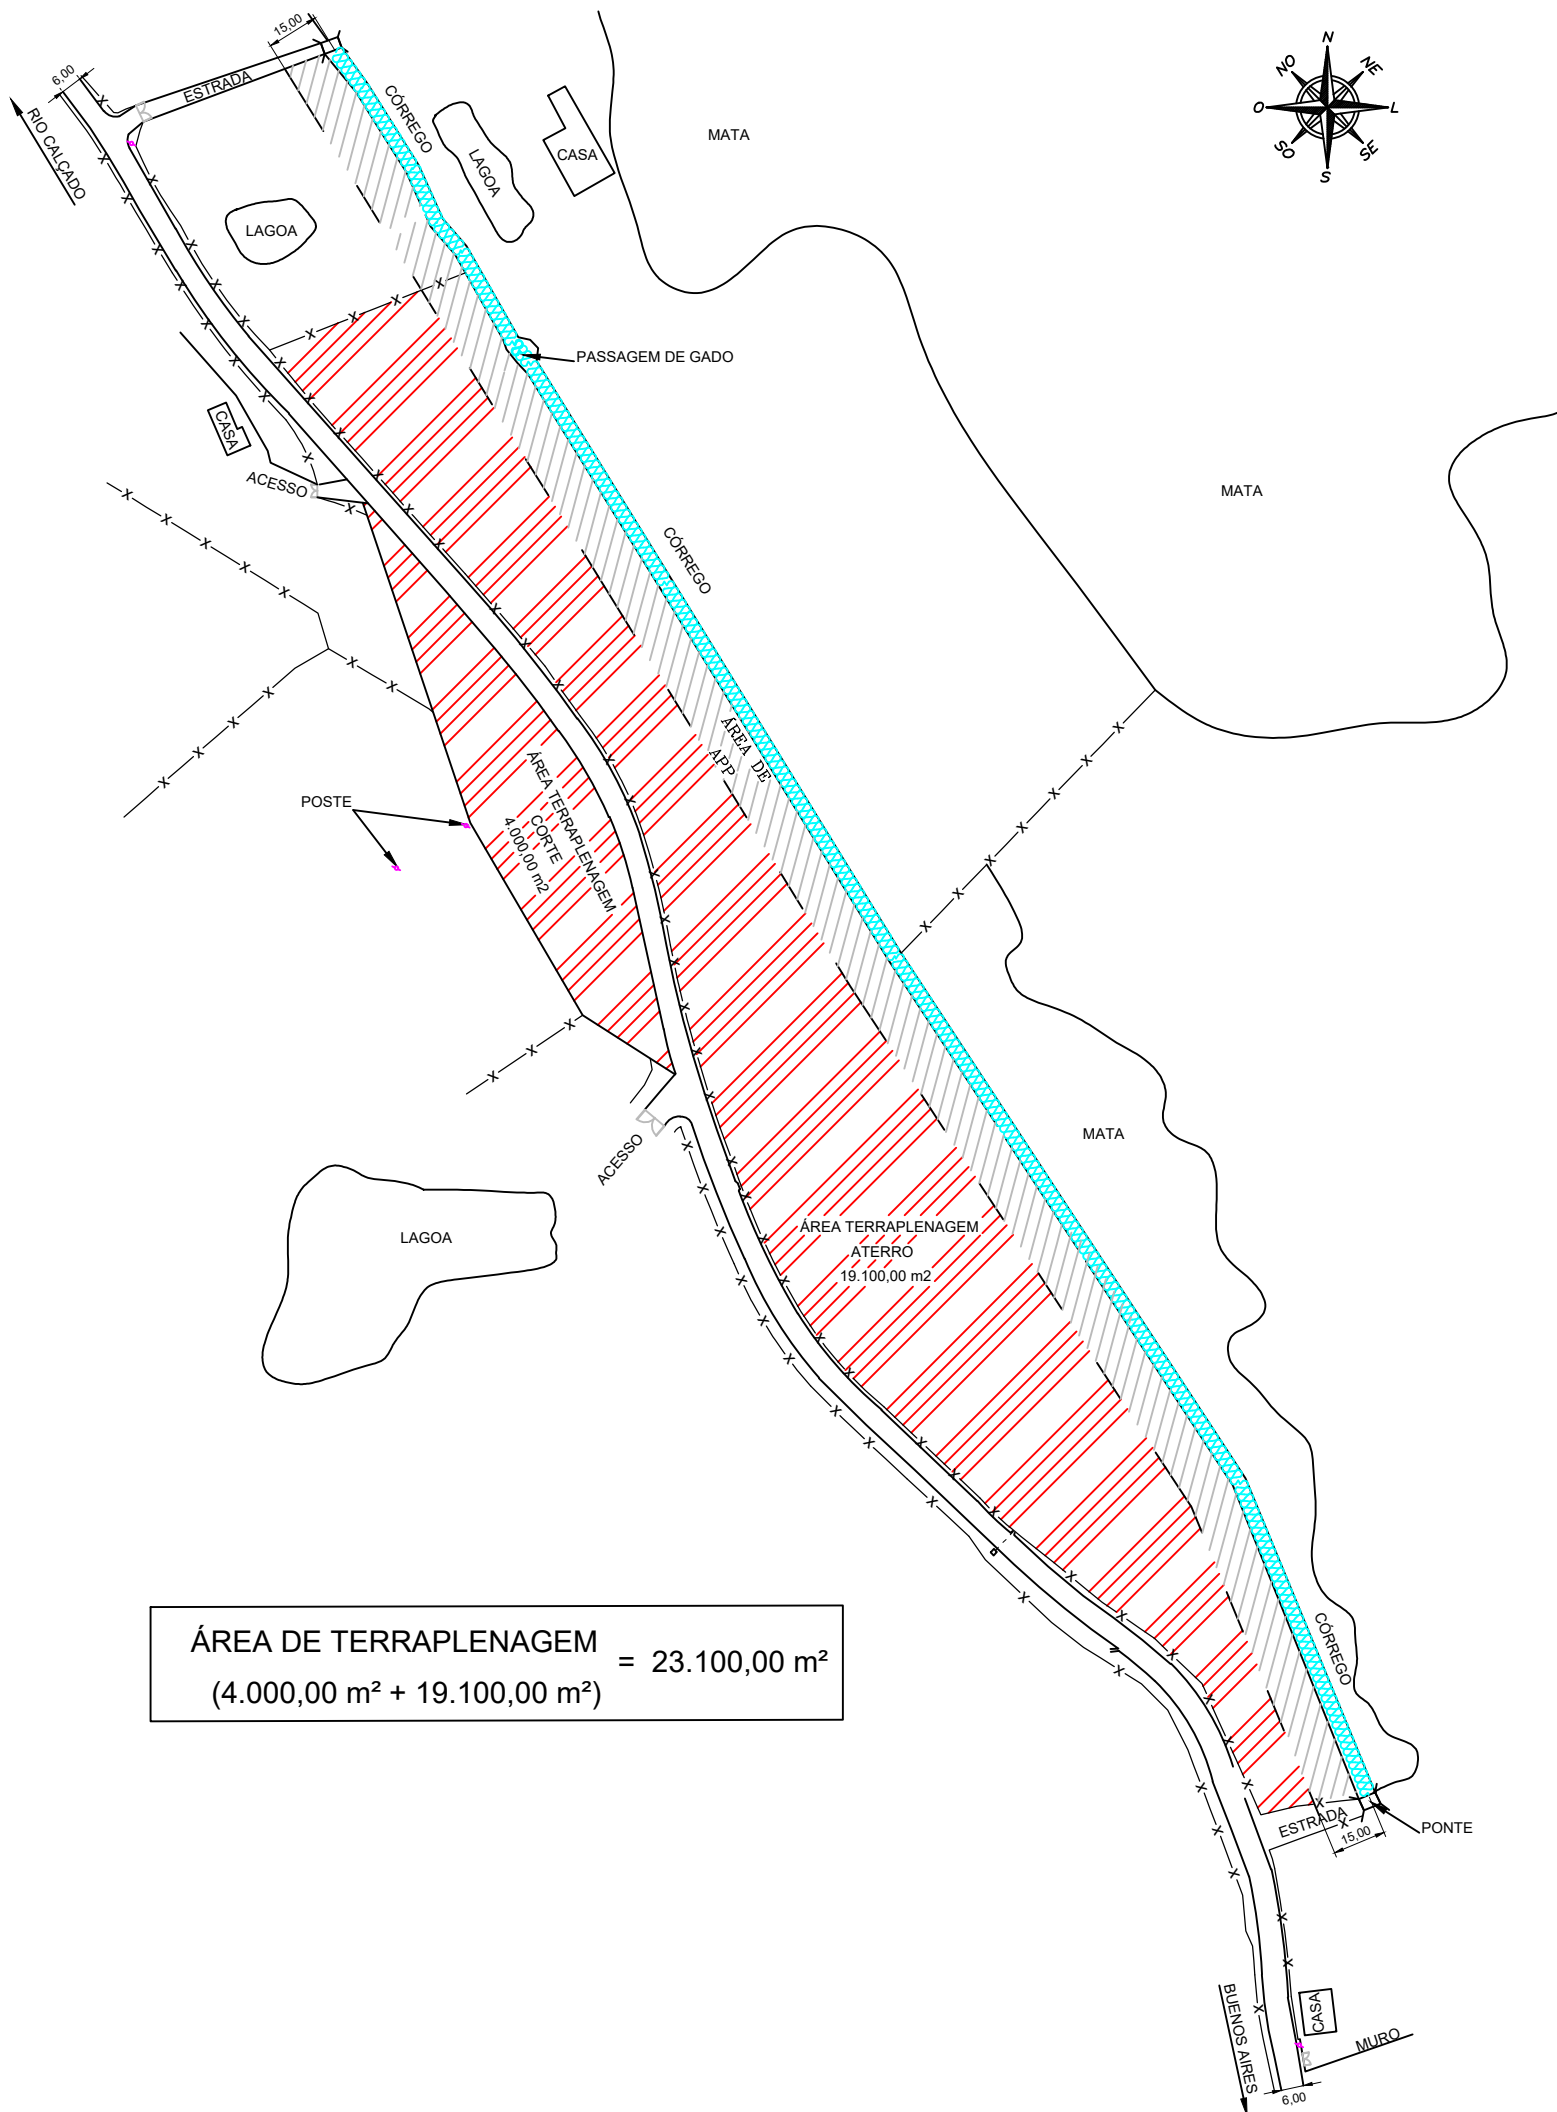 15,00
6,00
ESTRADA
CÓRREGO
RIO CALÇADO
LAGOA
CASA
MATA
N
NE
L
SE
S
SO
O
NO
LAGOA
PASSAGEM DE GADO
CASA
ACESSO
MATA
CÓRREGO
ÁREA DE
APP
POSTE
ÁREA TERRAPLENAGEM
CORTE
4.000,00 m2
MATA
ACESSO
LAGOA
ÁREA TERRAPLENAGEM
ATERRO
19.100,00 m2
ÁREA DE TERRAPLENAGEM
(4.000,00 m² + 19.100,00 m²)
= 23.100,00 m²
CÓRREGO
ESTRADA
15,00
PONTE
BUENOS AIRES
CASA
MURO
6,00